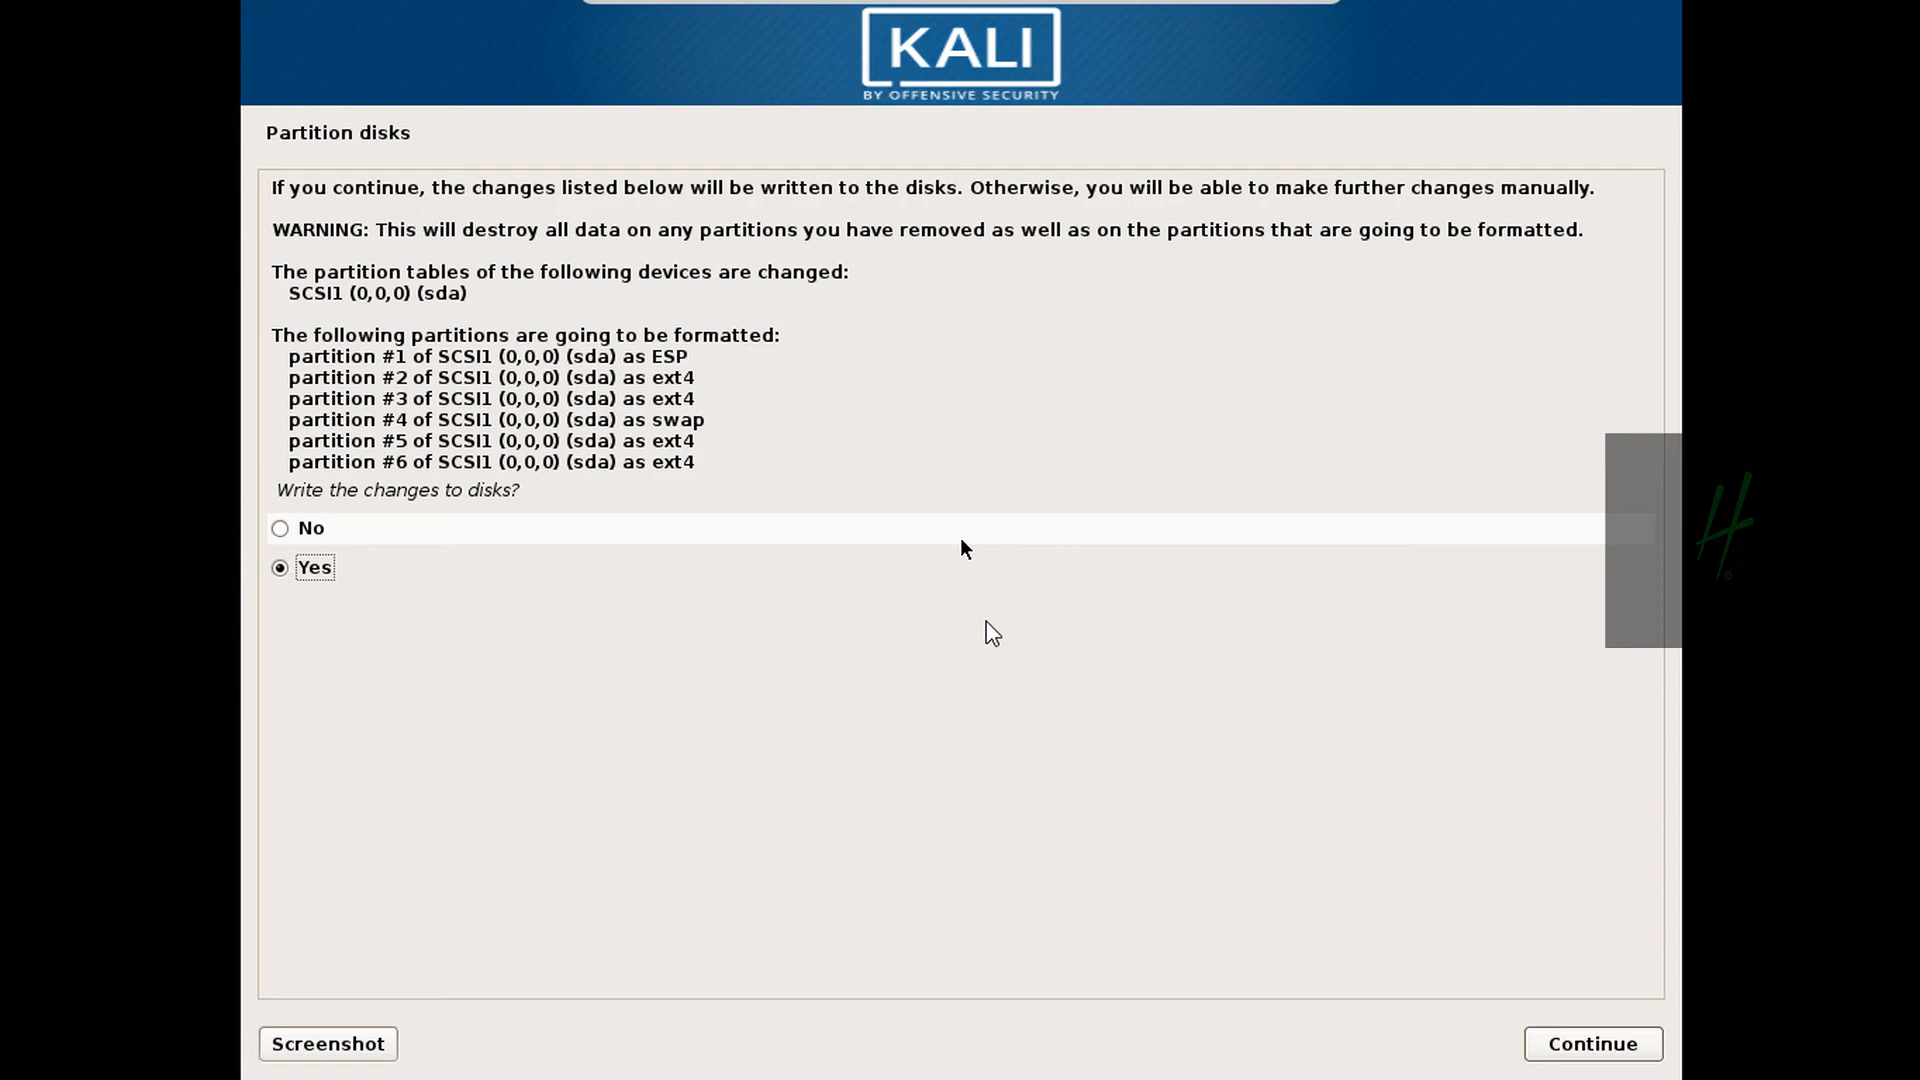 KALI
BY OFFENSIVE SECURITY
Partition disks
If you continue, the changes listed below will be written to the disks. Otherwise, you will be able to make further changes manually.
WARNING: This will destroy all data on any partitions you have removed as well as on the partitions that are going to be formatted.
The partition tables of the following devices are changed:
SCSI1 (0,0,0) (sda)
The following partitions are going to be formatted:
partition #1 of SCSI1 (0,0,0) (sda) as ESP
partition #2 of SCSI1 (0,0,0) (sda) as ext4
partition #3 of SCSI1 (0,0,0) (sda) as ext4
partition #4 of SCSI1 (0,0,0) (sda) as swap
partition #5 of SCSI1 (0,0,0) (sda) as ext4
partition #6 of SCSI1 (0,0,0) (sda) as ext4
Write the changes to disks?
No
Yes
Screenshot
Continue